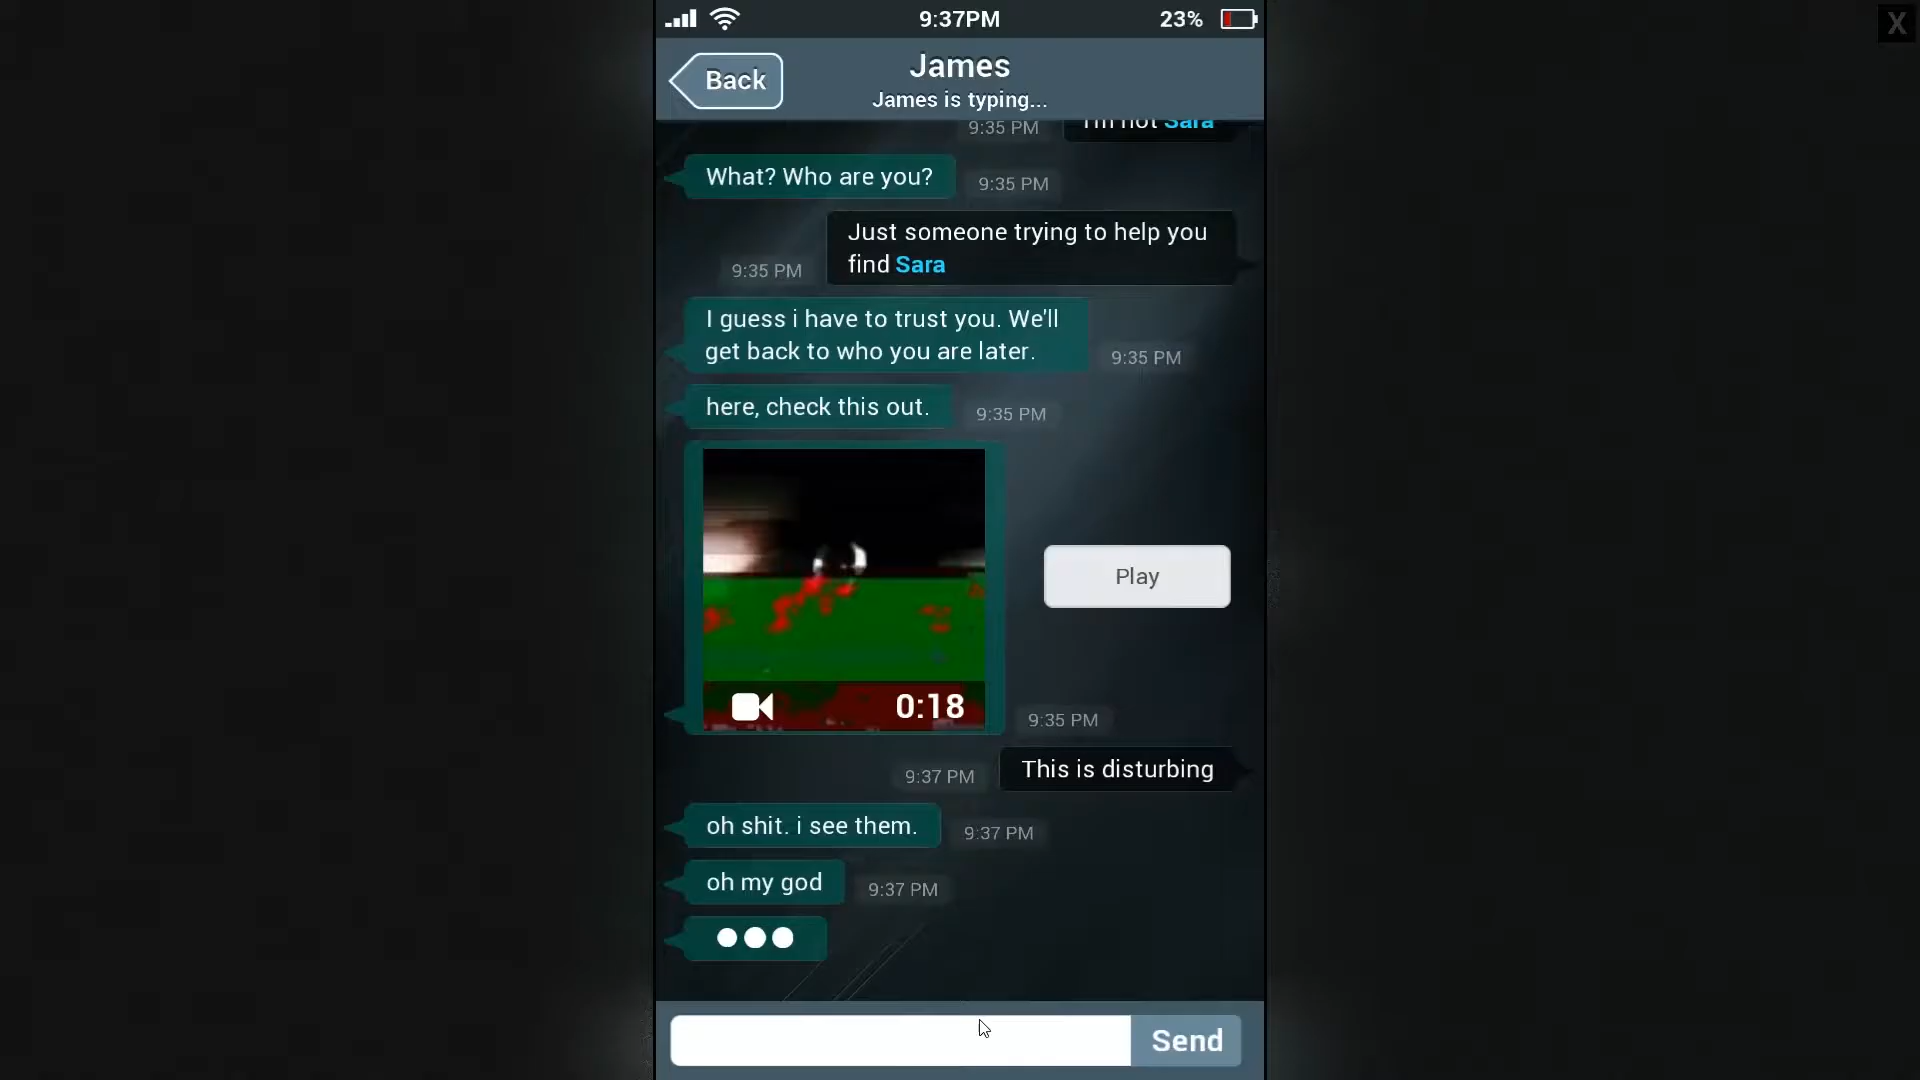 9:37PM
23%
X
Back
James
James is typing...
9:35 PM
I'm not Sara
What? Who are you?
9:35 PM
Just someone trying to help you
find Sara
9:35 PM
I guess i have to trust you. We'll
get back to who you are later.
9:35 PM
here, check this out.
9:35 PM
Play
0:18
9:35 PM
This is disturbing
9:37 PM
oh shit. i see them.
9:37 PM
oh my god
9:37 PM
Send